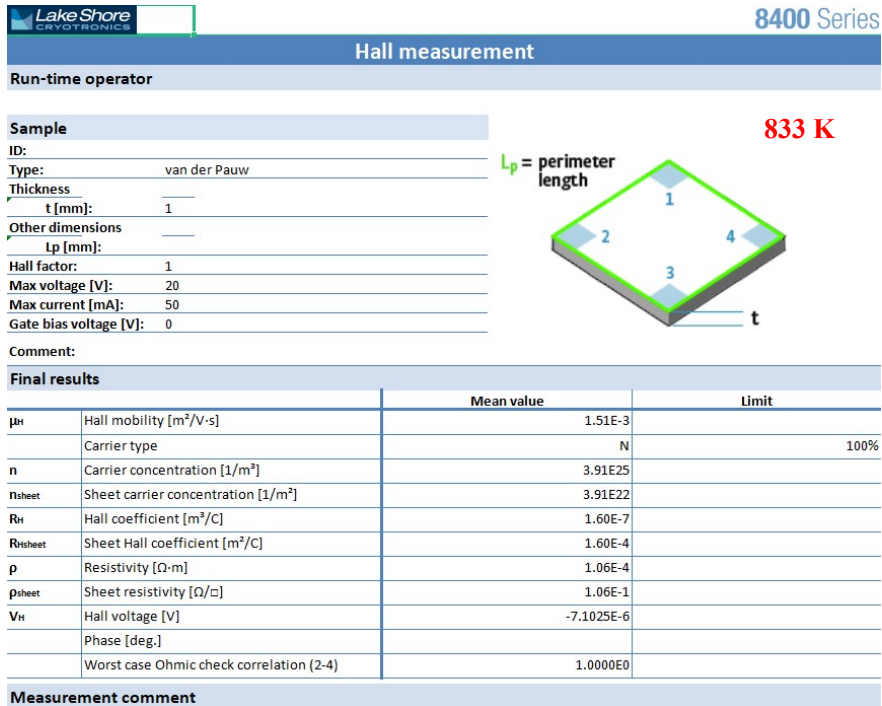 Lake Shore
CRYOTRONICS
8400 Series
Hall measurement
Run-time operator
Sample
833 K
ID:
Type: van der Pauw
Thickness
t [mm]: 1
Other dimensions
Lp [mm]:
Hall factor: 1
Max voltage [V]: 20
Max current [mA]: 50
Gate bias voltage [V]: 0
Comment:
Lp = perimeter
length
1
2
4
3
t
Final results
Mean value Limit
μH Hall mobility [m²/V·s] 1.51E-3
Carrier type N 100%
n Carrier concentration [1/m³] 3.91E25
nsheet Sheet carrier concentration [1/m²] 3.91E22
RH Hall coefficient [m³/C] 1.60E-7
RHsheet Sheet Hall coefficient [m²/C] 1.60E-4
ρ Resistivity [Ω·m] 1.06E-4
ρsheet Sheet resistivity [Ω/□] 1.06E-1
VH Hall voltage [V] -7.1025E-6
Phase [deg.]
Worst case Ohmic check correlation (2-4) 1.0000E0
Measurement comment